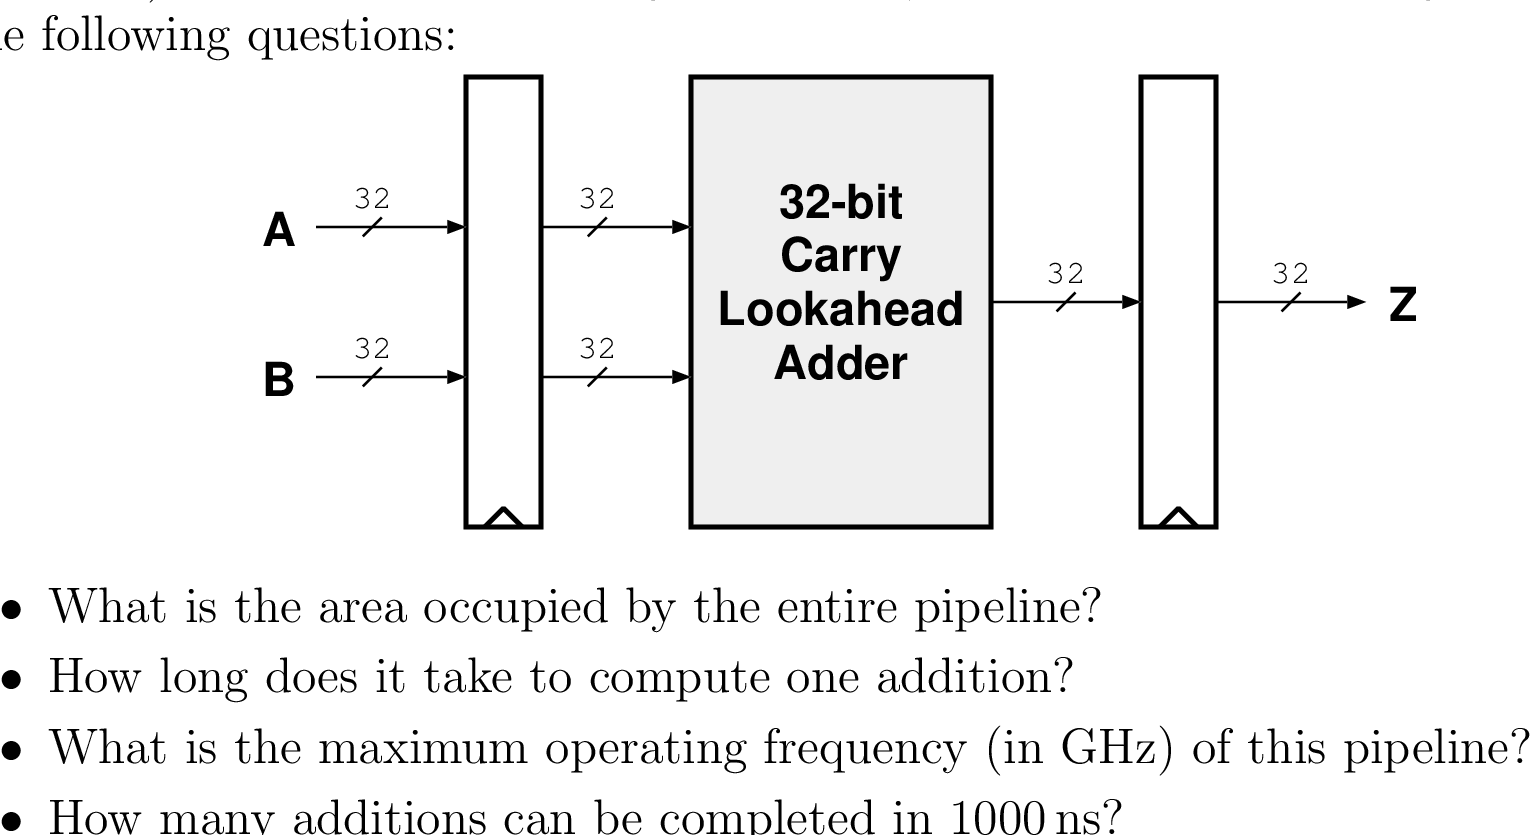 e following questions:
32
32
A
32
32
B
32
32
Z
32-bit
Carry
Lookahead
Adder
• What is the area occupied by the entire pipeline?
• How long does it take to compute one addition?
• What is the maximum operating frequency (in GHz) of this pipeline?
• How many additions can be completed in 1000 ns?